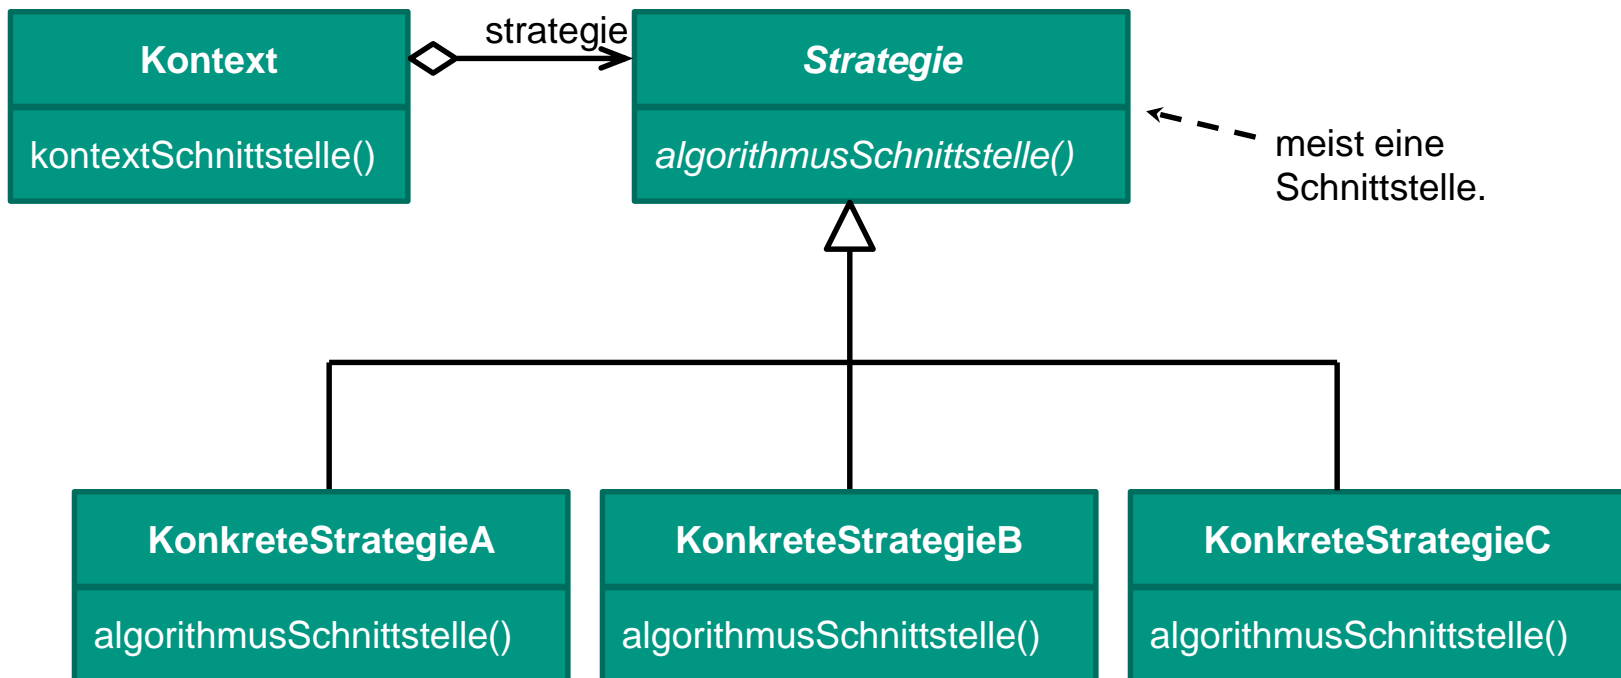 Kontext
strategie
Strategie
kontextSchnittstelle()
algorithmusSchnittstelle()
meist eine
Schnittstelle.
KonkreteStrategieA
KonkreteStrategieB
KonkreteStrategieC
algorithmusSchnittstelle()
algorithmusSchnittstelle()
algorithmusSchnittstelle()